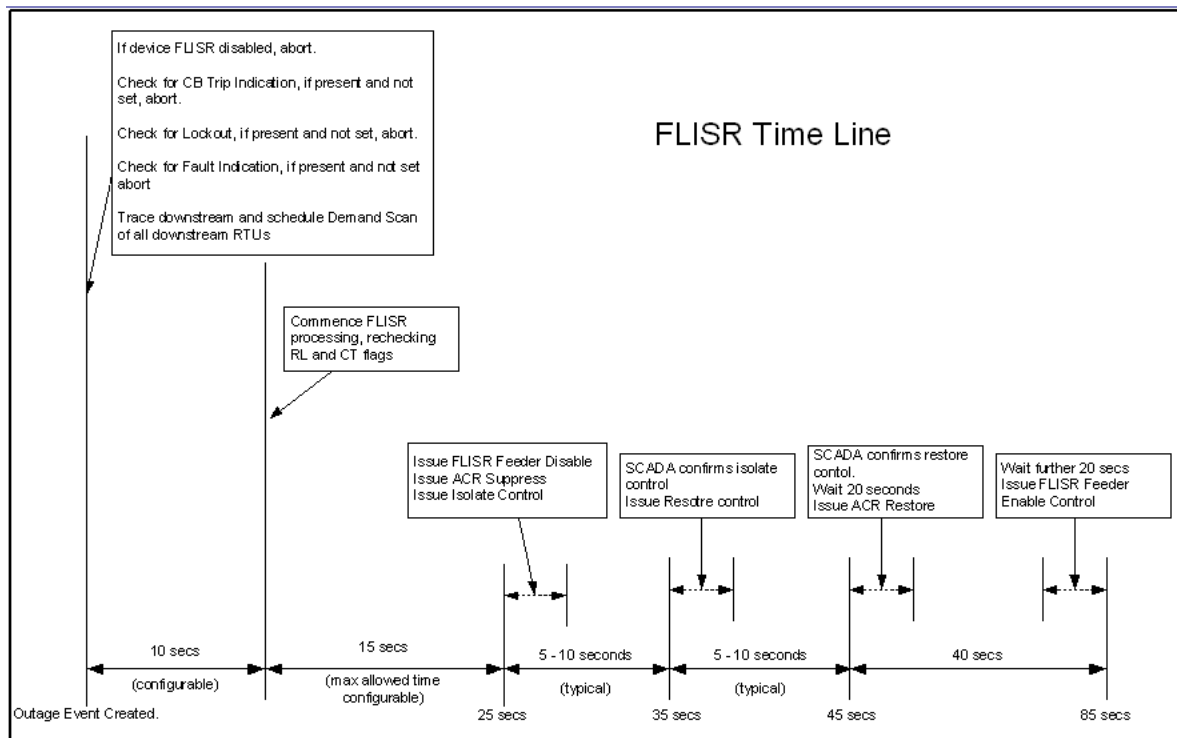 If device FLISR disabled, abort.
Check for CB Trip Indication, if present and not
set, abort.
Check for Lockout, if present and not set, abort.
Check for Fault Indication, if present and not set
abort
Trace downstream and schedule Demand Scan
of all downstream RTUs
FLISR Time Line
Commence FLISR
processing, rechecking
RL and CT flags
Issue FLISR Feeder Disable
Issue ACR Suppress
Issue Isolate Control
SCADA confirms isolate
control
Issue Resotre control
SCADA confirms restore
contol.
Wait 20 seconds
Issue ACR Restore
Wait further 20 secs
Issue FLISR Feeder
Enable Control
10 secs
(configurable)
15 secs
(max allowed time
configurable)
5 - 10 seconds
(typical)
5 - 10 seconds
(typical)
40 secs
Outage Event Created.
25 secs
35 secs
45 secs
85 secs